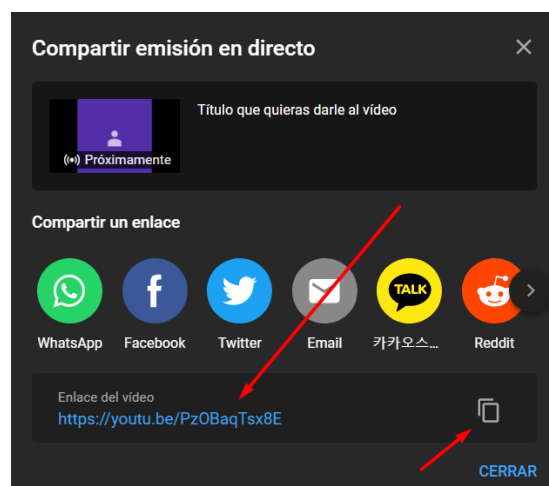 Compartir emisión en directo
Título que quieras darle al vídeo
Próximamente
Compartir un enlace
TALK
WhatsApp Facebook Twitter Email 카카오스... Reddit
Enlace del vídeo
https://youtu.be/PzOBaqTsx8E
CERRAR